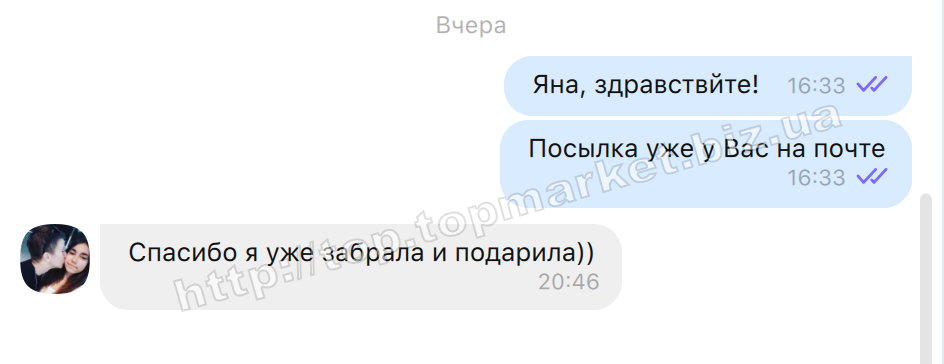 Вчера
Яна, здравствйте! 16:33
Посылка уже у Вас на почте
16:33
Спасибо я уже забрала и подарила))
20:46
http://top.topmarket.biz.ua